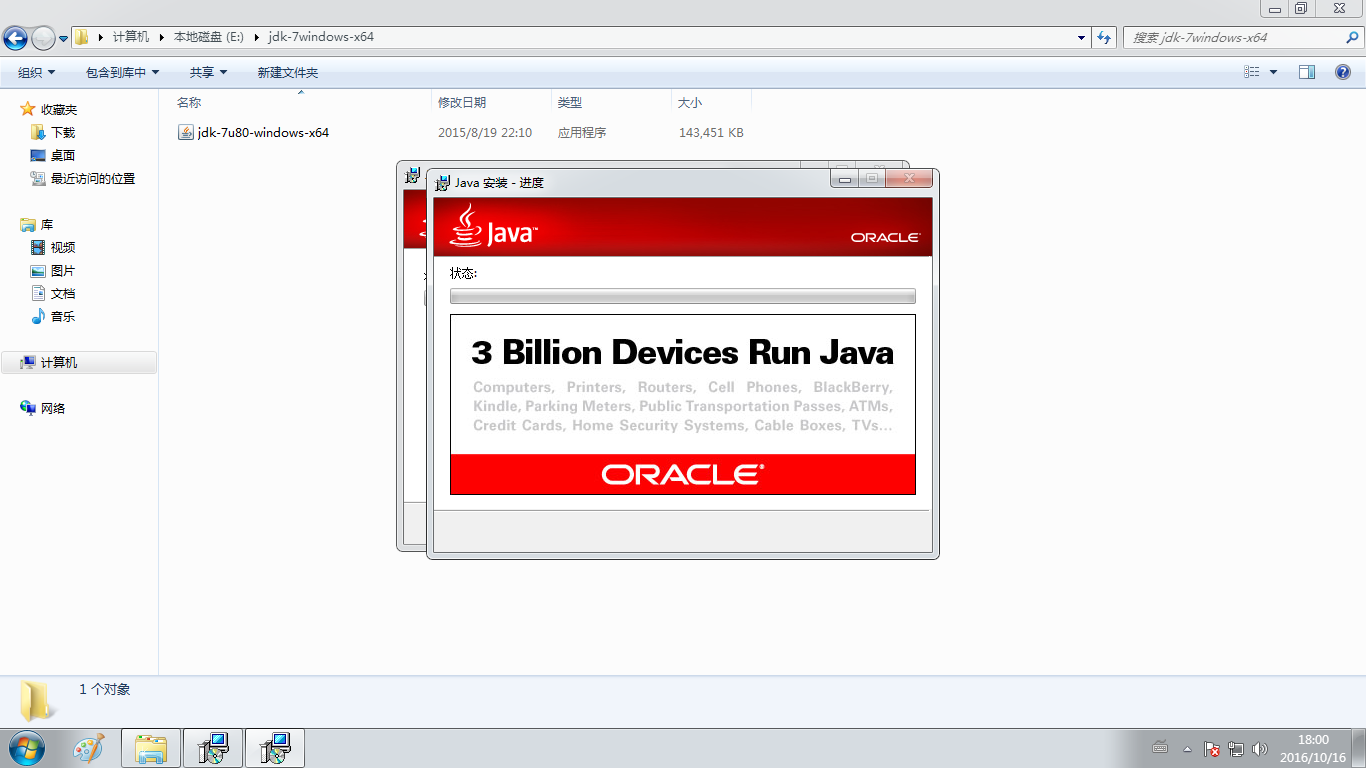 计算机 本地磁盘 (E:) jdk-7windows-x64
搜索 jdk-7windows-x64
组织 包含到库中 共享 新建文件夹
收藏夹
下载
桌面
最近访问的位置
库
视频
图片
文档
音乐
计算机
网络
名称 修改日期 类型 大小
jdk-7u80-windows-x64 2015/8/19 22:10 应用程序 143,451 KB
Java 安装 - 进度
Java™
ORACLE®
状态:
3 Billion Devices Run Java
Computers, Printers, Routers, Cell Phones, BlackBerry,
Kindle, Parking Meters, Public Transportation Passes, ATMs,
Credit Cards, Home Security Systems, Cable Boxes, TVs...
ORACLE®
1 个对象
18:00
2016/10/16